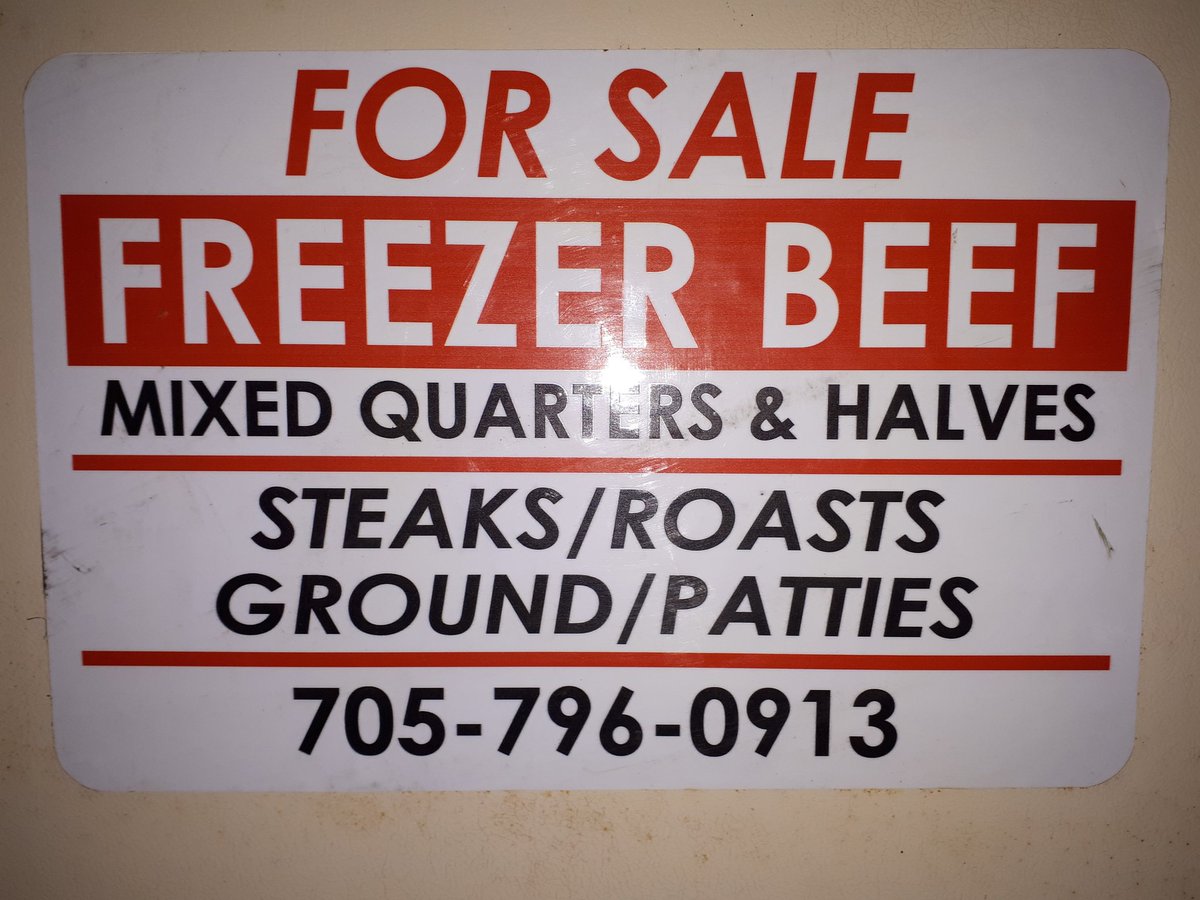 FOR SALE
FREEZER BEEF
MIXED QUARTERS & HALVES
STEAKS/ROASTS
GROUND/PATTIES
705-796-0913